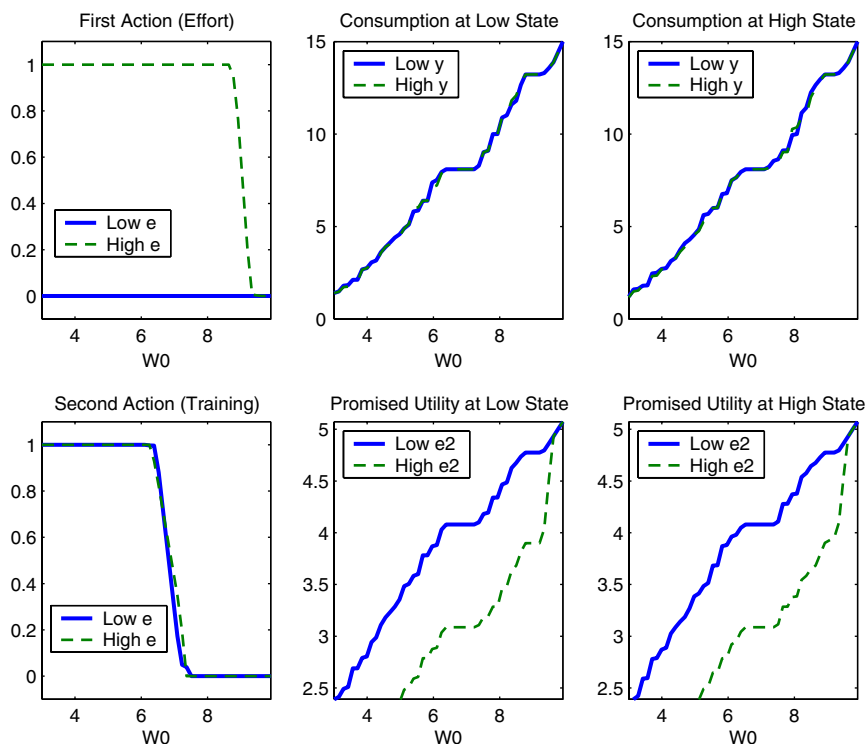 First Action (Effort)
1
0.8
0.6
0.4
0.2
0
Low e
High e
4 6 8
W0
Consumption at Low State
15
10
5
0
Low y
High y
4 6 8
W0
Consumption at High State
15
10
5
0
Low y
High y
4 6 8
W0
Second Action (Training)
1
0.8
0.6
0.4
0.2
0
Low e
High e
4 6 8
W0
Promised Utility at Low State
5
4.5
4
3.5
3
2.5
Low e2
High e2
4 6 8
W0
Promised Utility at High State
5
4.5
4
3.5
3
2.5
Low e2
High e2
4 6 8
W0